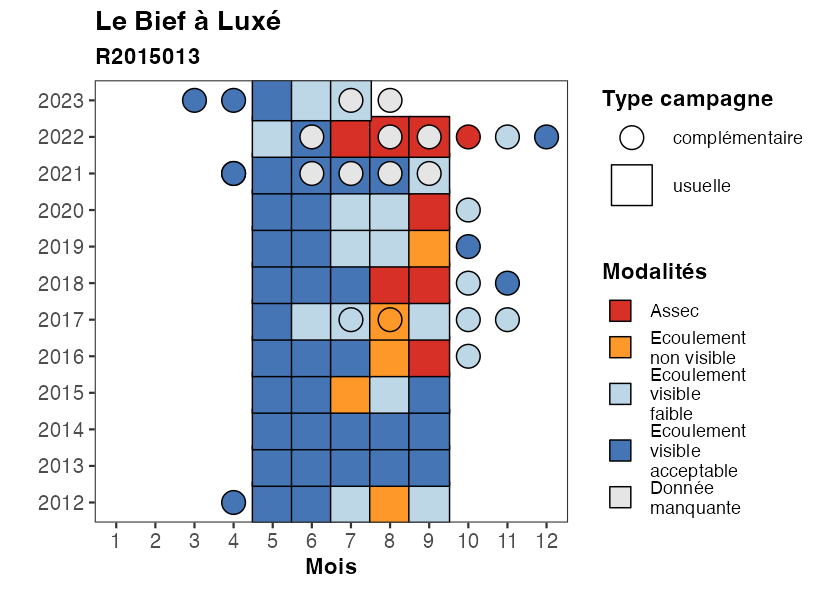 Le Bief à Luxé
R2015013
2023
2022
2021
2020
2019
2018
2017
2016
2015
2014
2013
2012
1 2 3 4 5 6 7 8 9 10 11 12
Mois
Type campagne
complémentaire
usuelle
Modalités
Assec
Ecoulement
non visible
Ecoulement
visible
faible
Ecoulement
visible
acceptable
Donnée
manquante